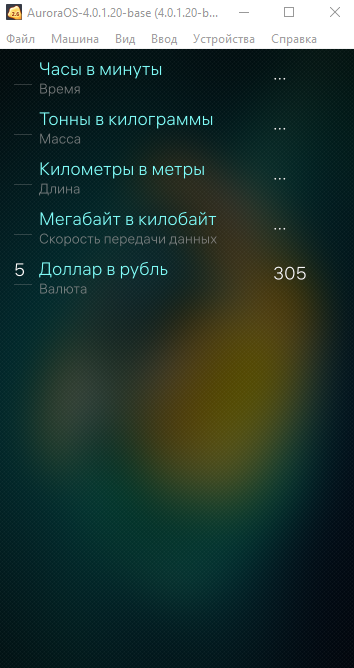 AuroraOS-4.0.1.20-base (4.0.1.20-b...
Файл Машина Вид Ввод Устройства Справка
Часы в минуты ...
Время
Тонны в килограммы ...
Масса
Километры в метры ...
Длина
Мегабайт в килобайт ...
Скорость передачи данных
5 Доллар в рубль 305
Валюта